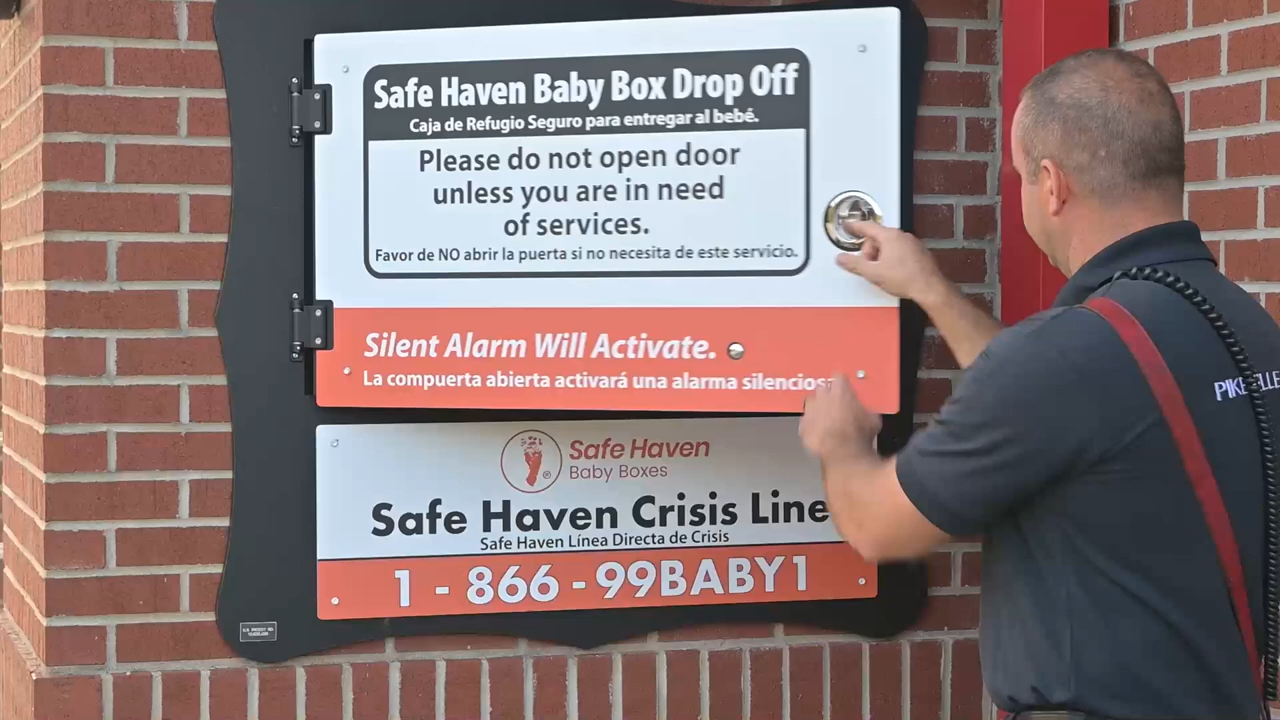 Safe Haven Baby Box Drop Off
Caja de Refugio Seguro para entregar al bebé.
Please do not open door
unless you are in need
of services.
Favor de NO abrir la puerta si no necesita de este servicio.
Silent Alarm Will Activate.
La compuerta abierta activará una alarma
Safe Haven
®
Baby Boxes
Safe Haven Crisis Line
Safe Haven Línea Directa de Crisis
1 - 866 - 99BABY1